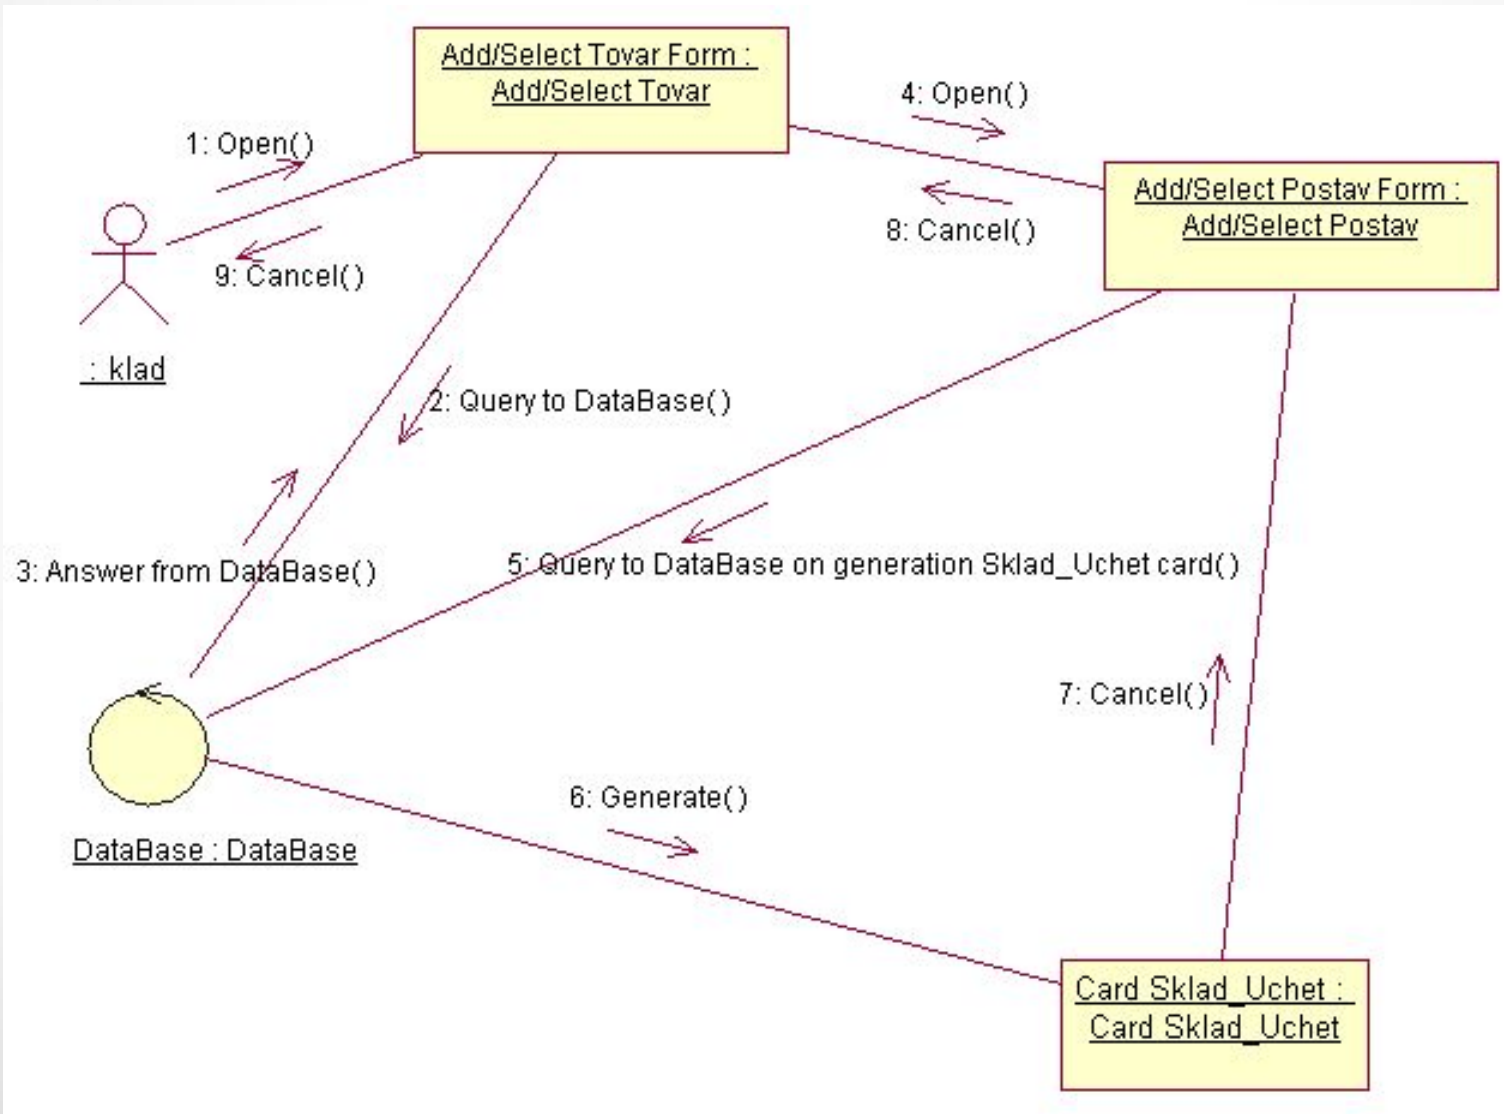 Add/Select Tovar Form :
Add/Select Tovar
4: Open()
1: Open()
Add/Select Postav Form :
Add/Select Postav
8: Cancel()
9: Cancel()
: klad
2: Query to DataBase()
3: Answer from DataBase()
5: Query to DataBase on generation Sklad_Uchet card()
7: Cancel()
6: Generate()
DataBase : DataBase
Card Sklad_Uchet :
Card Sklad_Uchet